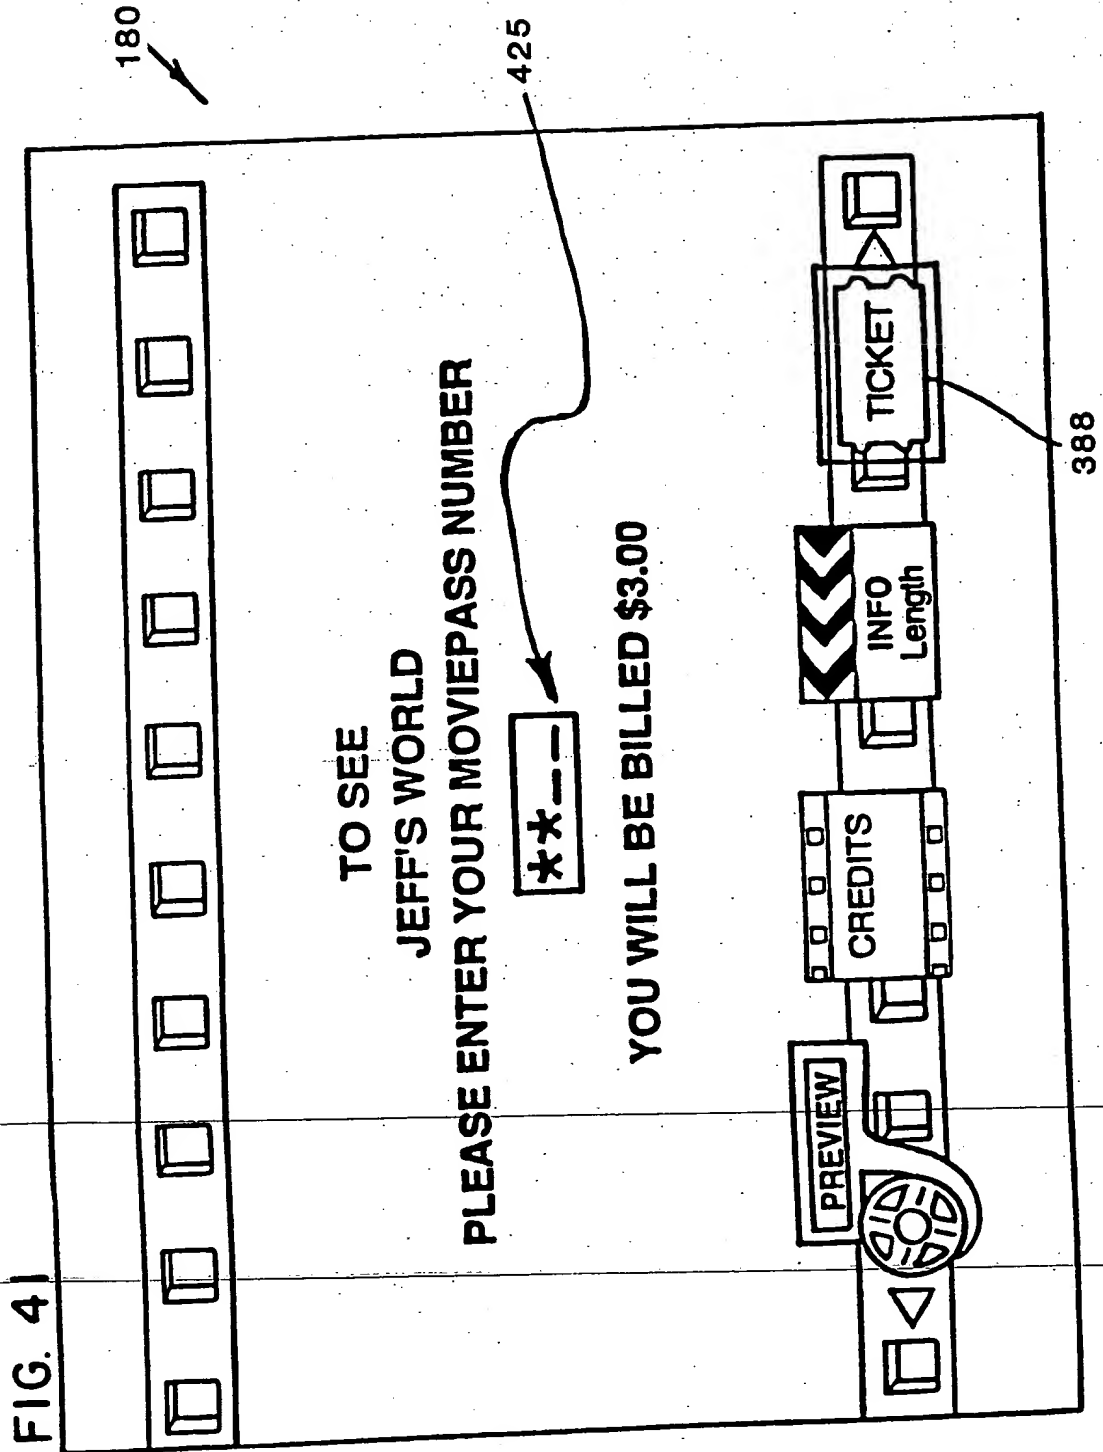 FIG. 41
180
425
TO SEE
JEFF'S WORLD
PLEASE ENTER YOUR MOVIEPASS NUMBER
**__
YOU WILL BE BILLED $3.00
PREVIEW
CREDITS
INFO
Length
TICKET
388